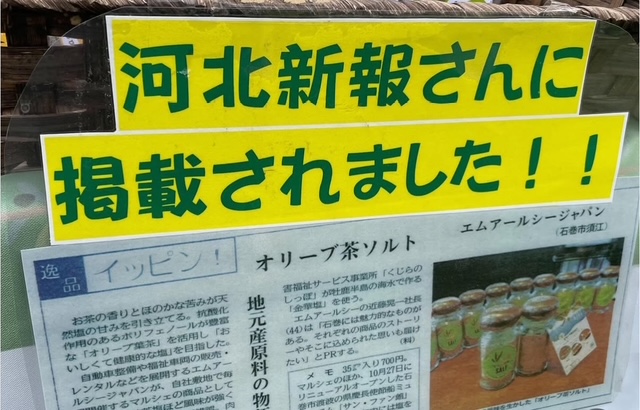 河北新報さんに
掲載されました！！
逸品
イッピン！
オリーブ茶ソルト
エムアールシージャパン
（石巻市須江）
お茶の香りとほのかな苦みが天
然塩の甘みを引き立てる。抗酸化
作用のあるポリフェノールが豊富
な「オリーブ葉茶」を活用し「お
いしくて健康的な塩」を目指した。
自動車整備や福祉車両の販売・
レンタルなどを展開するエムアー
ルシージャパンが、自社敷地で毎
開催するマルシェの商品として
地元産原料の物
害福祉サービス事業所「くじらの
しっぽ」が牡鹿半島の海水で作る
「金華塩」を使う。
エムアールシーの近藤晃一社長
（44）は「石巻には魅力的なものが
ある。それぞれの商品のストーリ
ーやそこに込められた思いも届け
たい」とPRする。
メモ 35㌘入り700円。
マルシェのほか、10月27日に
リニューアルオープンした石
巻市渡波の県慶長使節船ミュ
「サン・ファン館」